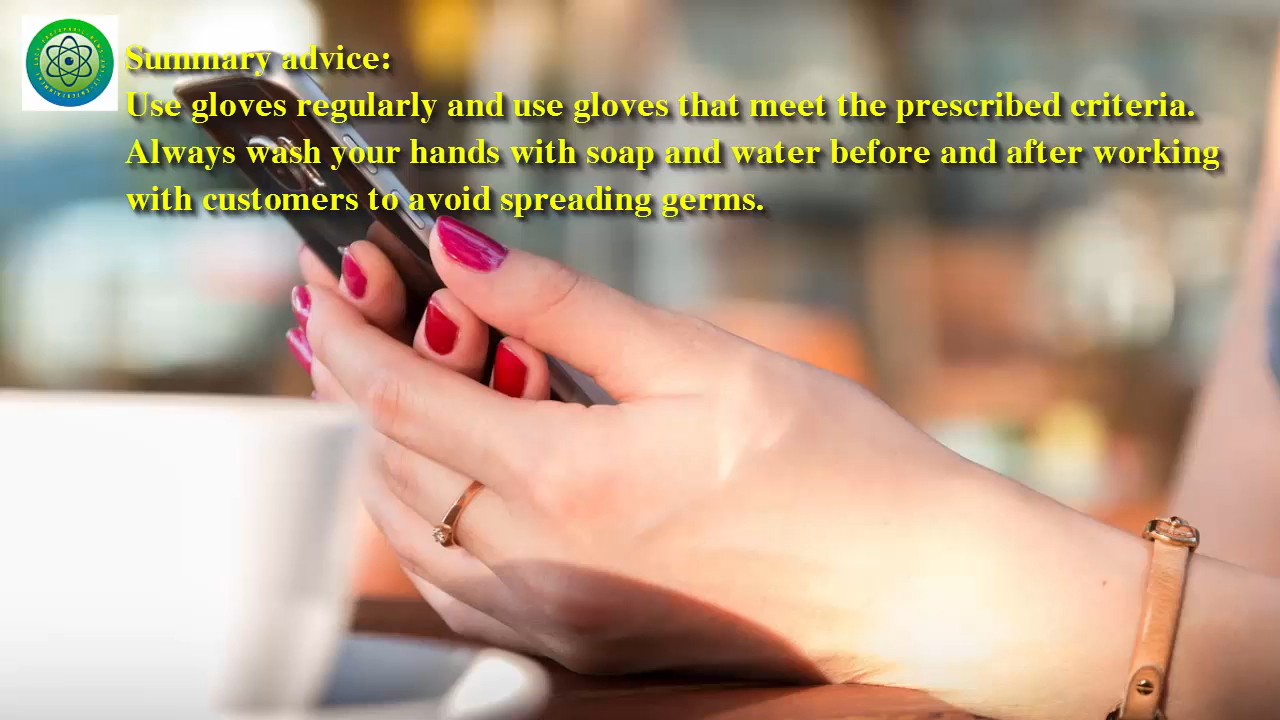 Summary advice:
Use gloves regularly and use gloves that meet the prescribed criteria.
Always wash your hands with soap and water before and after working
with customers to avoid spreading germs.